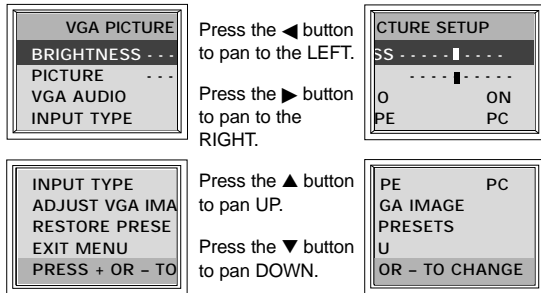 VGA PICTURE
BRIGHTNESS - - -
PICTURE - - -
VGA AUDIO
INPUT TYPE
Press the ◀ button
to pan to the LEFT.
Press the ▶ button
to pan to the
RIGHT.
CTURE SETUP
SS - - - - - ▮ - - - -
- - - - - ▮ - - - - -
O ON
PE PC
INPUT TYPE
ADJUST VGA IMA
RESTORE PRESE
EXIT MENU
PRESS + OR – TO
Press the ▲ button
to pan UP.
Press the ▼ button
to pan DOWN.
PE PC
GA IMAGE
PRESETS
U
OR – TO CHANGE